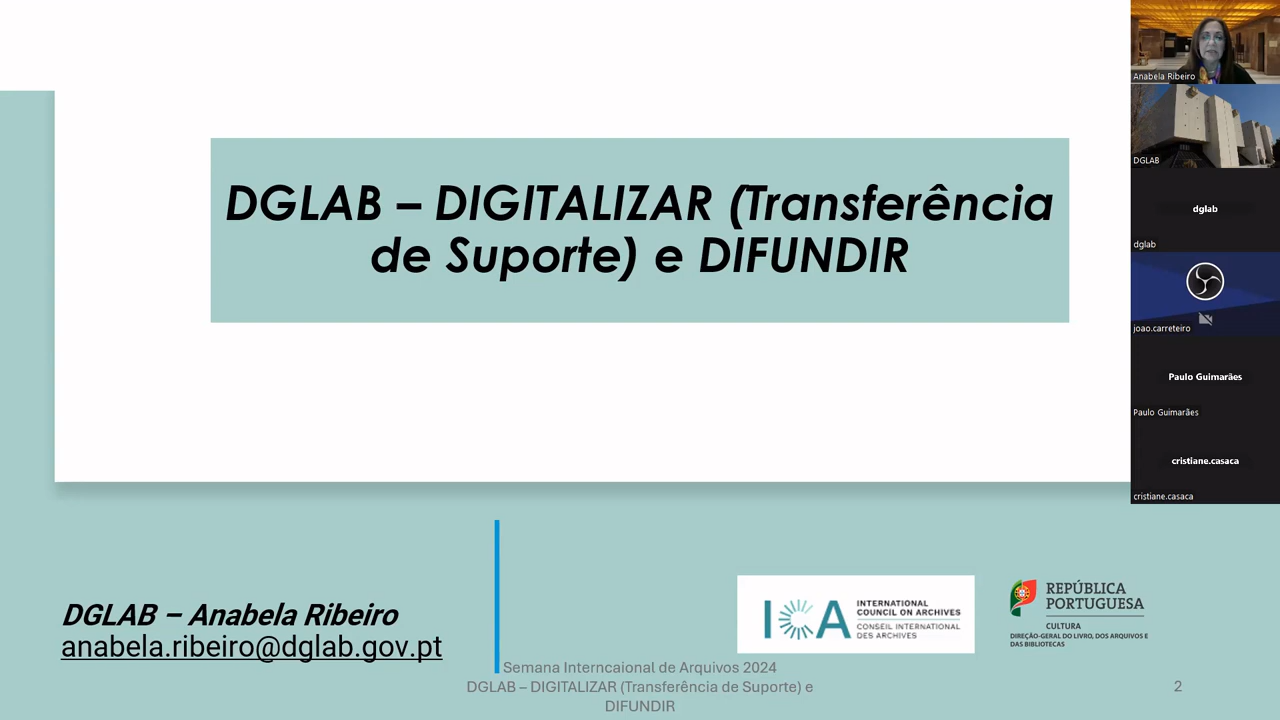 DGLAB – DIGITALIZAR (Transferência
de Suporte) e DIFUNDIR
DGLAB – Anabela Ribeiro
anabela.ribeiro@dglab.gov.pt
ICA
INTERNATIONAL
COUNCIL ON ARCHIVES
CONSEIL INTERNATIONAL
DES ARCHIVES
REPÚBLICA
PORTUGUESA
CULTURA
DIREÇÃO-GERAL DO LIVRO, DOS ARQUIVOS E
DAS BIBLIOTECAS
Semana Interncaional de Arquivos 2024
DGLAB – DIGITALIZAR (Transferência de Suporte) e
DIFUNDIR
2
Anabela Ribeiro
DGLAB
dglab
dglab
joao.carreteiro
Paulo Guimarães
Paulo Guimarães
cristiane.casaca
cristiane.casaca